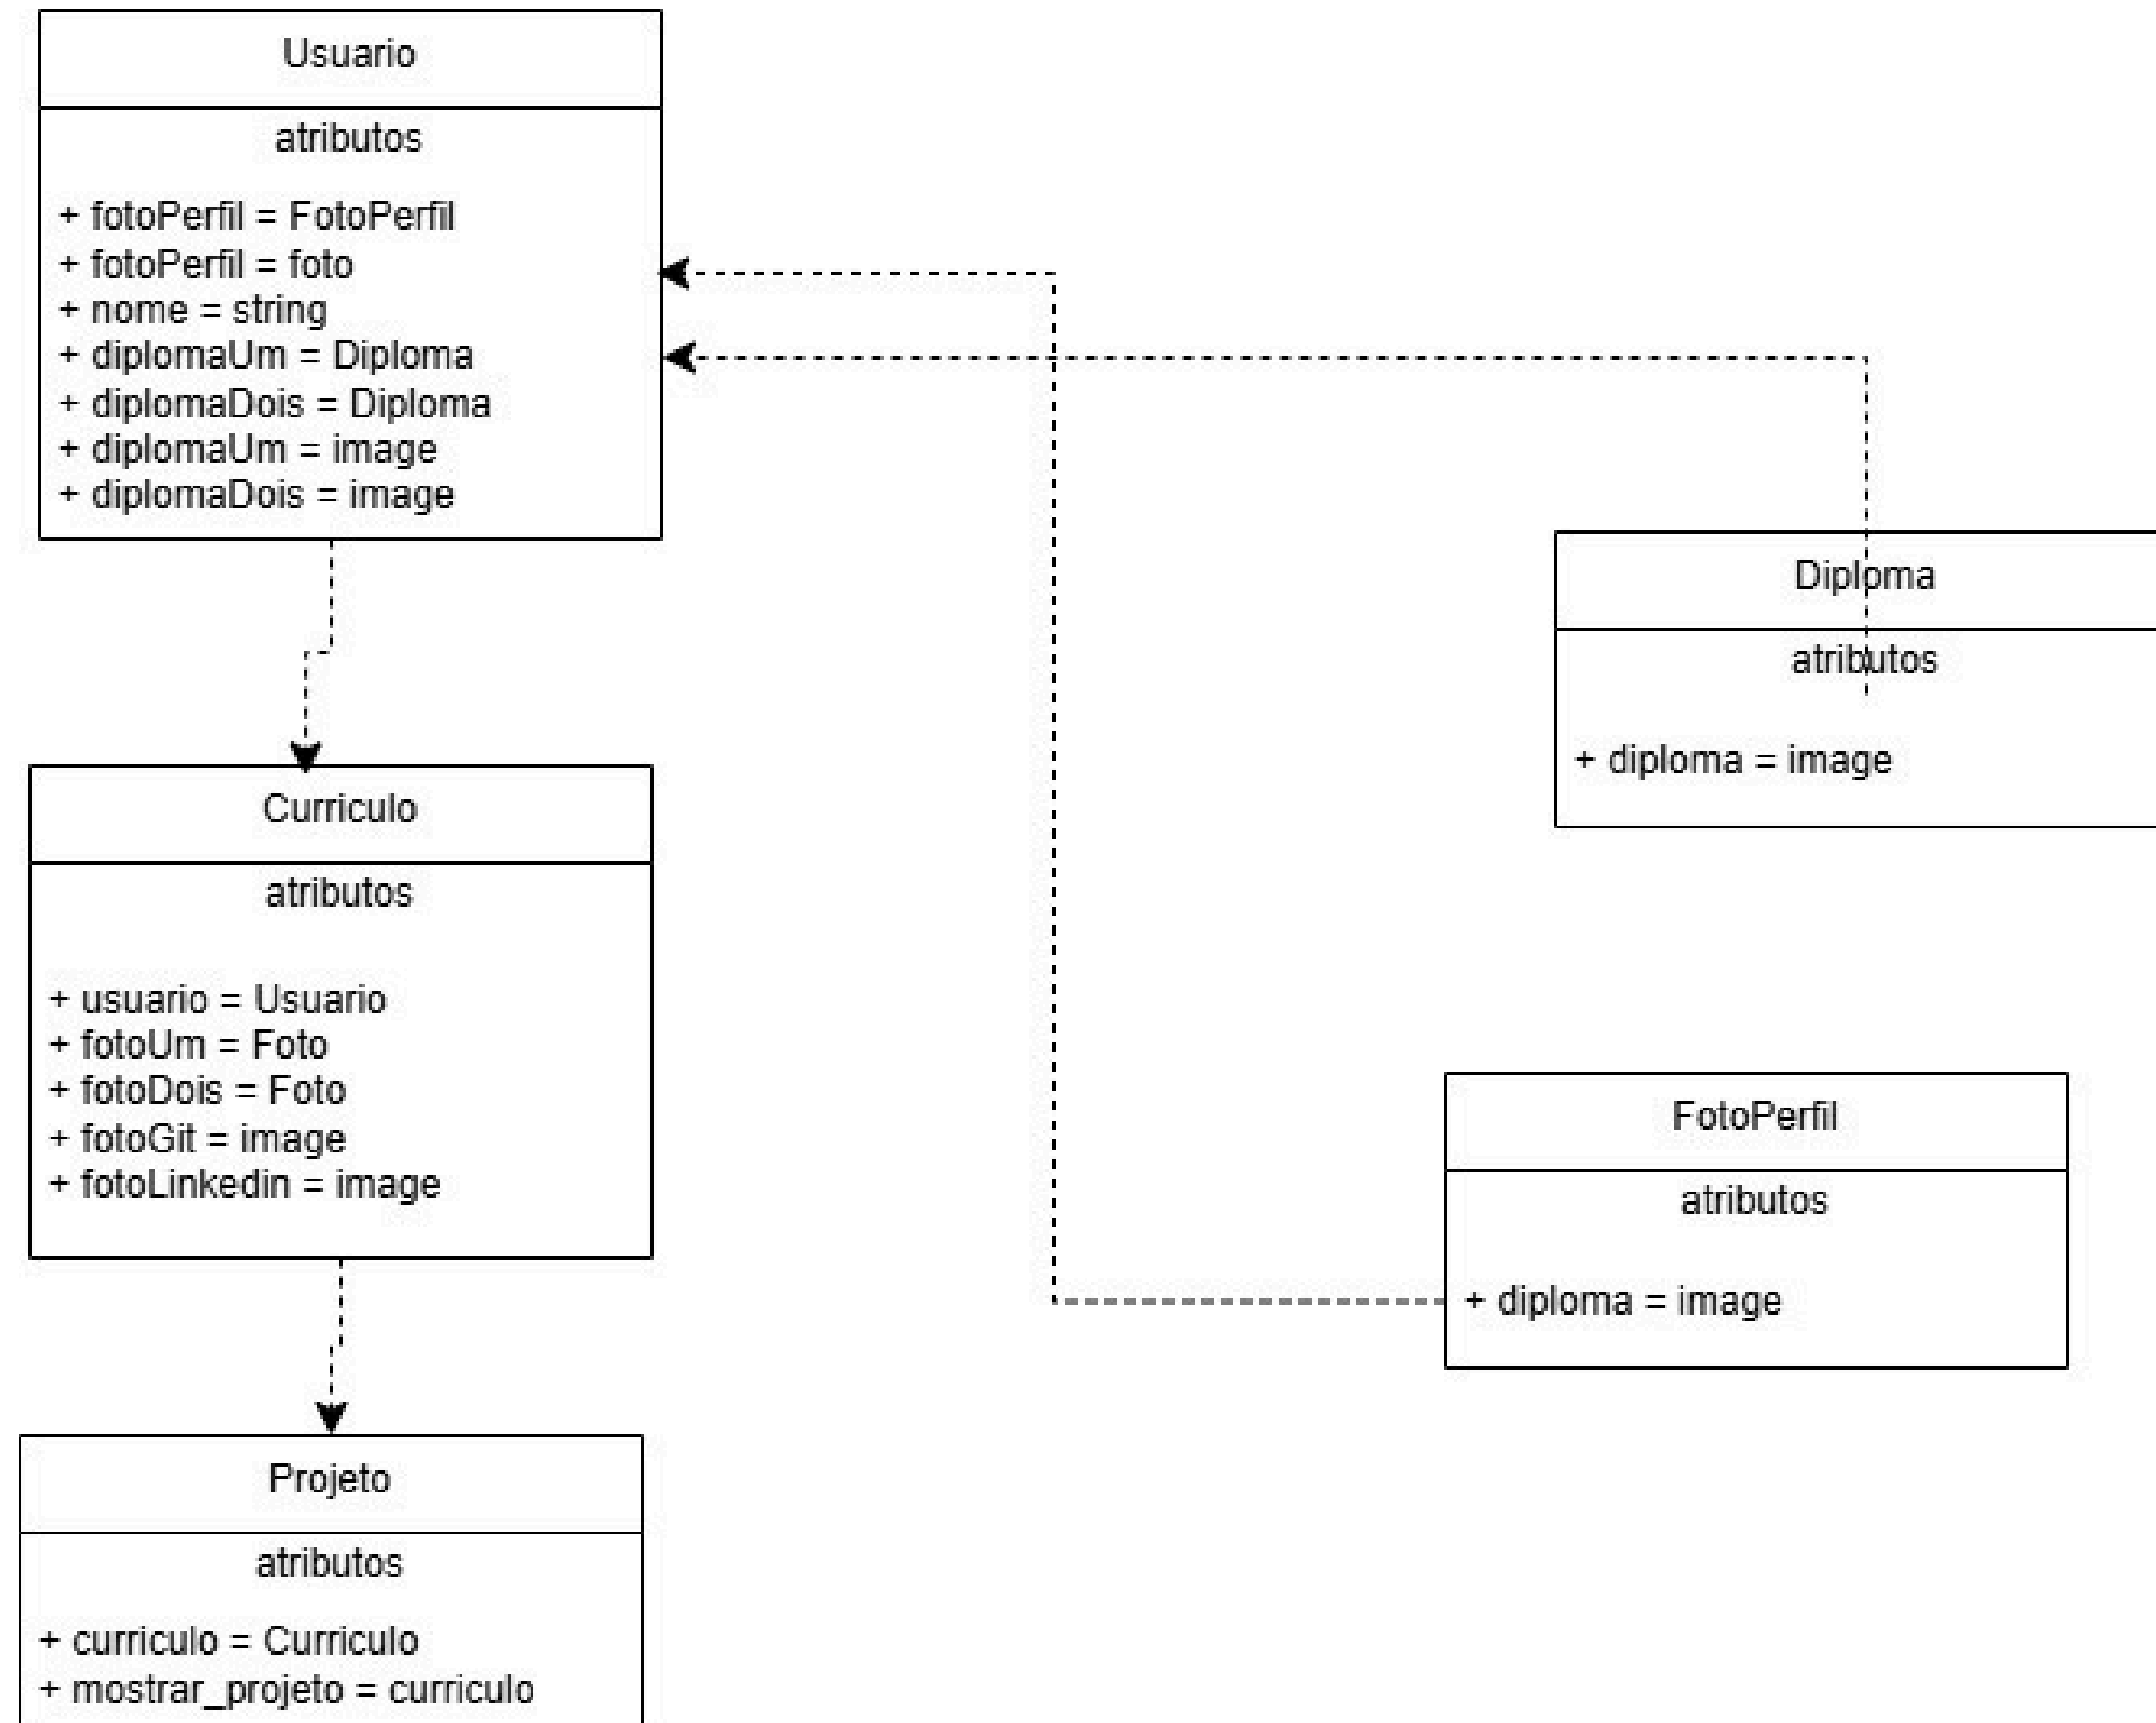 Usuario
atributos
+ fotoPerfil = FotoPerfil
+ fotoPerfil = foto
+ nome = string
+ diplomaUm = Diploma
+ diplomaDois = Diploma
+ diplomaUm = image
+ diplomaDois = image
Diploma
atributos
+ diploma = image
Curriculo
atributos
+ usuario = Usuario
+ fotoUm = Foto
+ fotoDois = Foto
+ fotoGit = image
+ fotoLinkedin = image
FotoPerfil
atributos
+ diploma = image
Projeto
atributos
+ curriculo = Curriculo
+ mostrar_projeto = curriculo